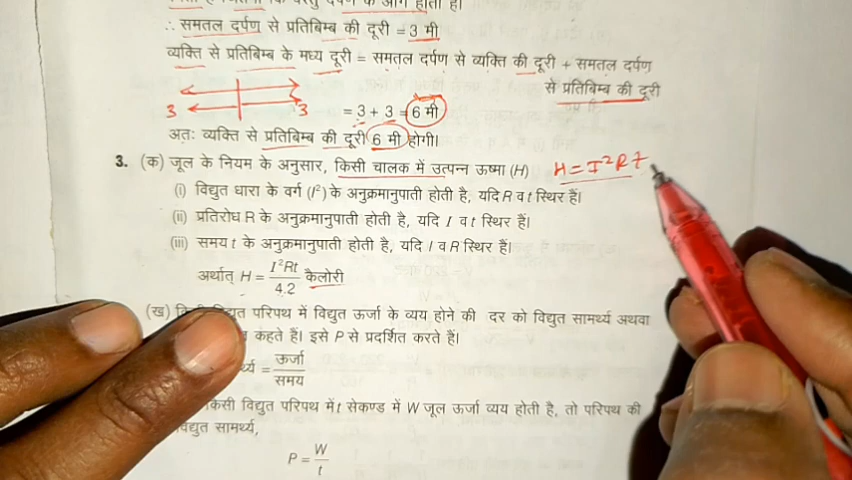 ∴ समतल दर्पण से प्रतिबिम्ब की दूरी = 3 मी
व्यक्ति से प्रतिबिम्ब के मध्य दूरी = समतल दर्पण से व्यक्ति की दूरी + समतल दर्पण
से प्रतिबिम्ब की दूरी
3 3
= 3 + 3 = 6 मी
अतः व्यक्ति से प्रतिबिम्ब की दूरी 6 मी होगी।
3. (क) जूल के नियम के अनुसार, किसी चालक में उत्पन्न ऊष्मा (H) H = I²Rt
(i) विद्युत धारा के वर्ग (I²) के अनुक्रमानुपाती होती है, यदि R व t स्थिर हैं।
(ii) प्रतिरोध R के अनुक्रमानुपाती होती है, यदि I व t स्थिर हैं।
(iii) समय t के अनुक्रमानुपाती होती है, यदि I व R स्थिर हैं।
अर्थात् H = I²Rt / 4.2 कैलोरी
(ख) किसी विद्युत परिपथ में विद्युत ऊर्जा के व्यय होने की दर को विद्युत सामर्थ्य अथवा
कहते हैं। इसे P से प्रदर्शित करते हैं।
= ऊर्जा / समय
किसी विद्युत परिपथ में t सेकण्ड में W जूल ऊर्जा व्यय होती है, तो परिपथ की
विद्युत सामर्थ्य,
P = W / t